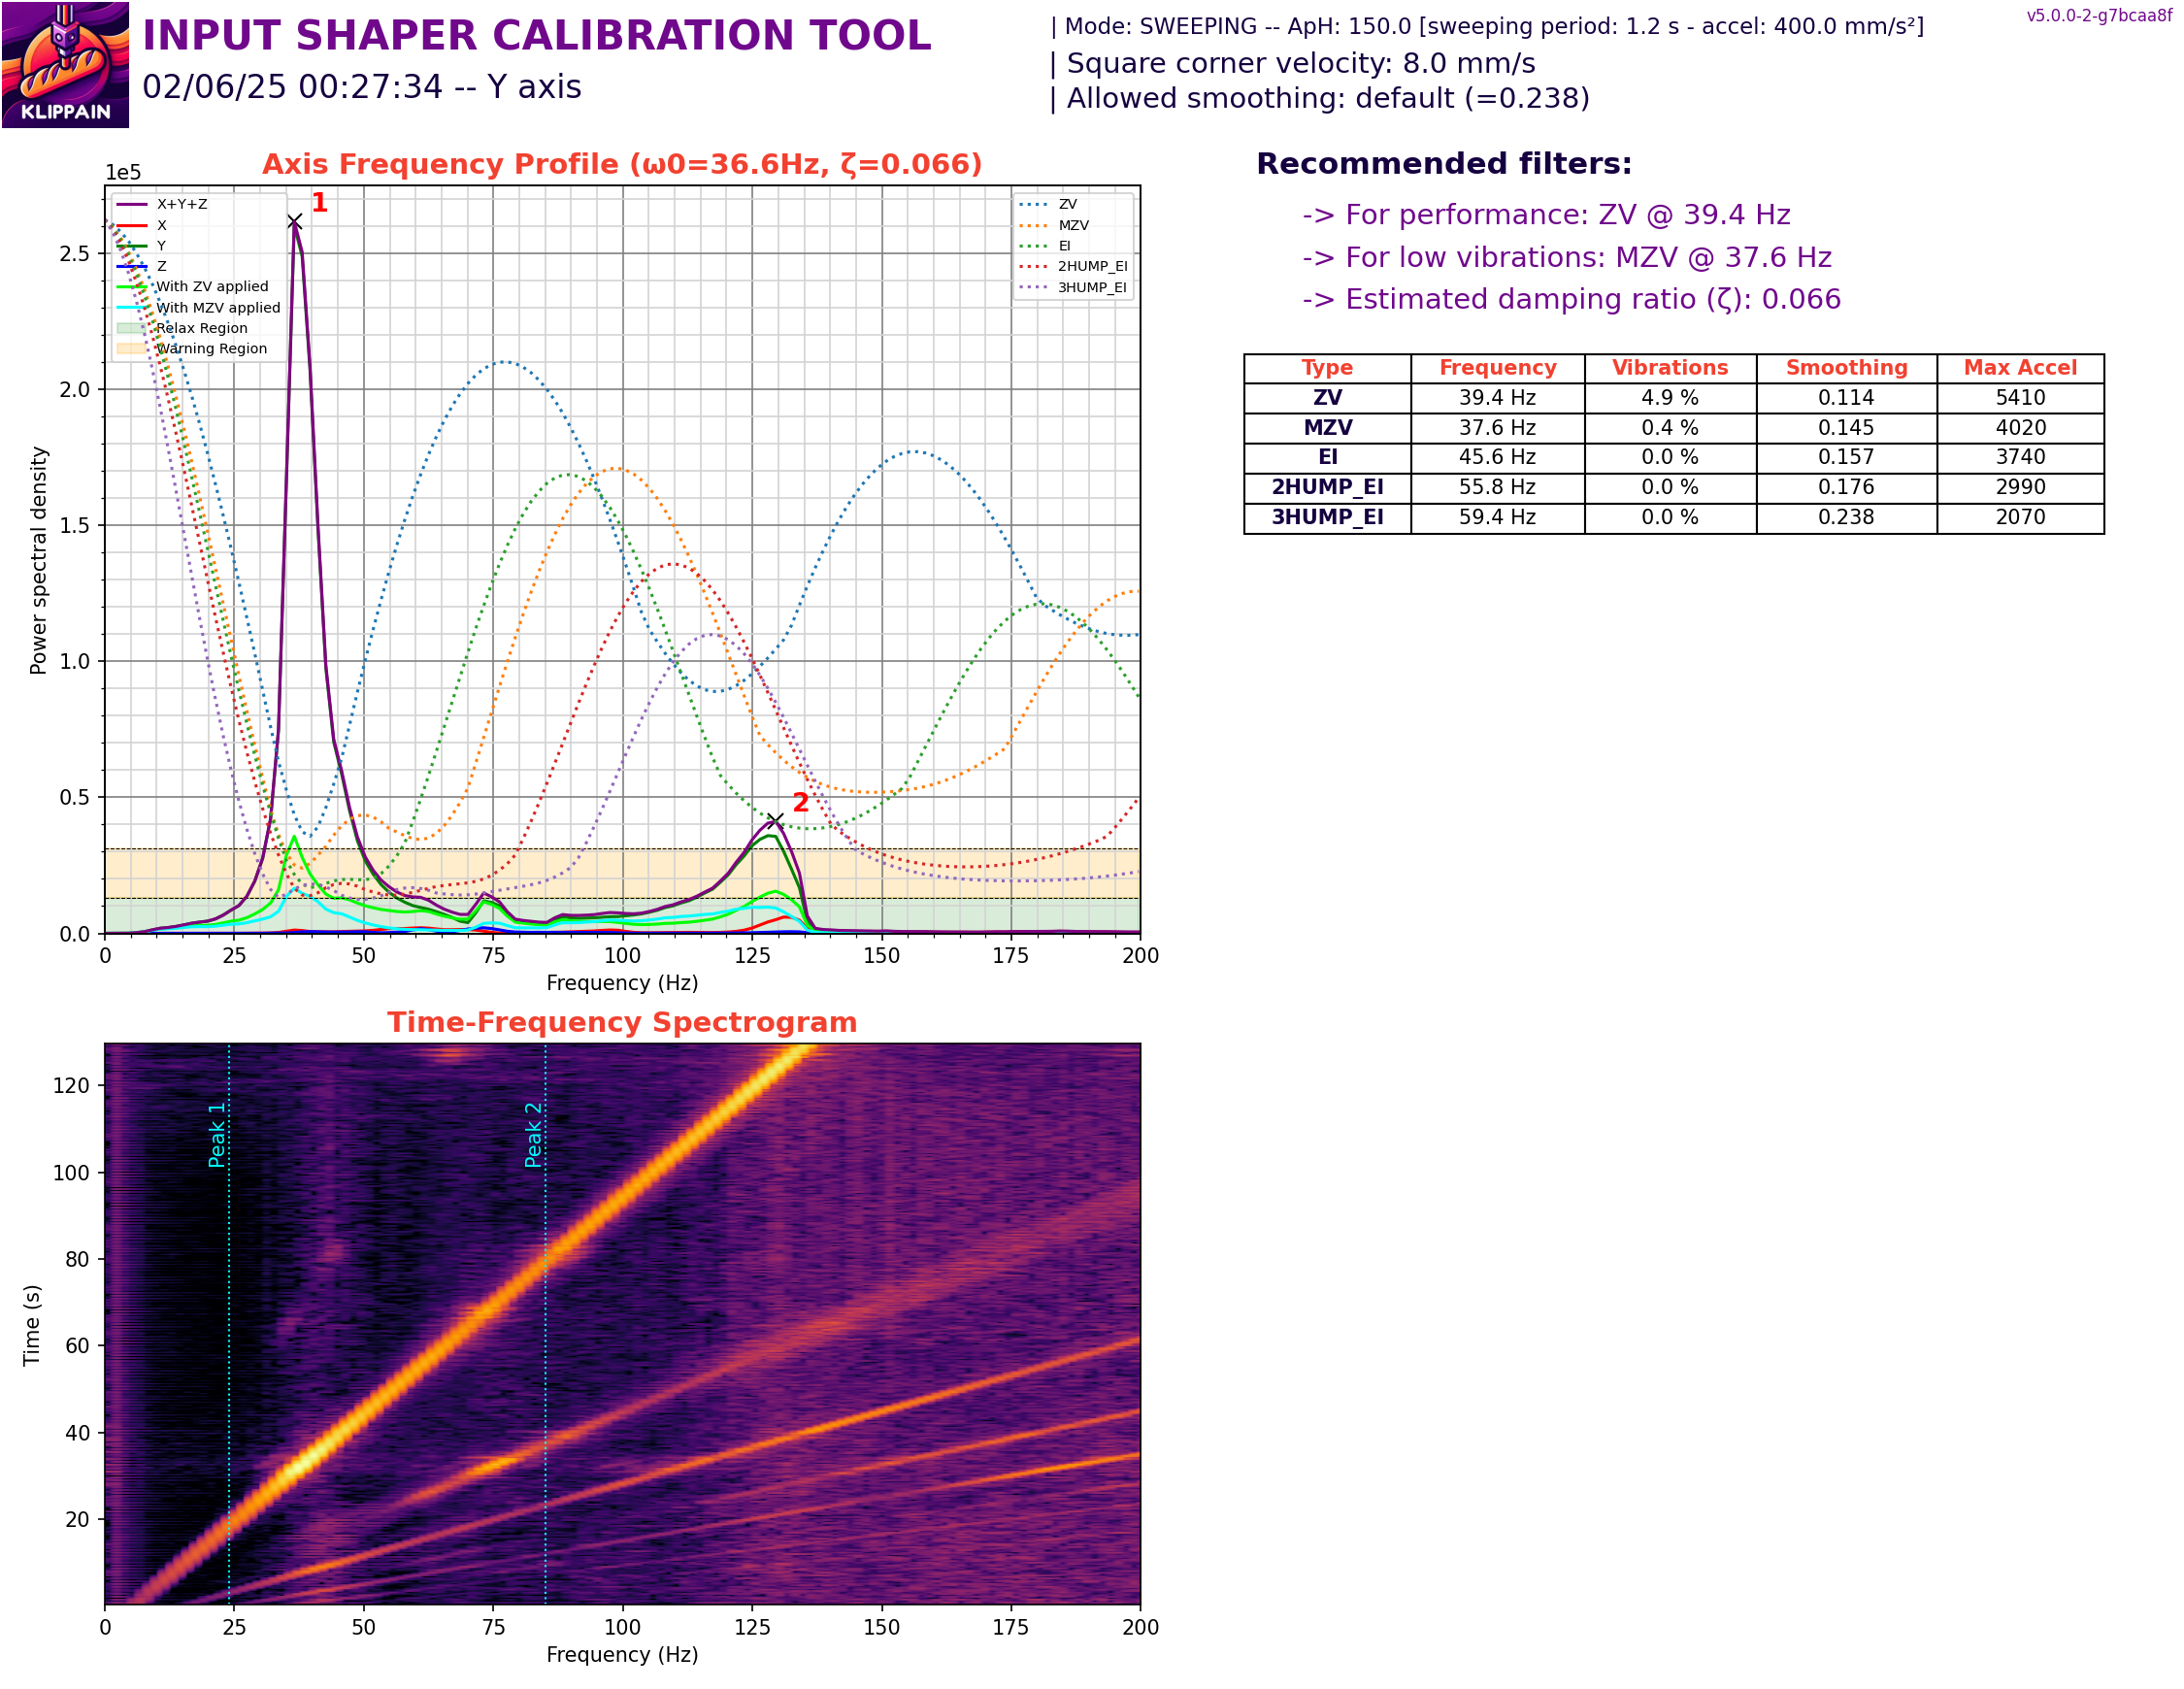 KLIPPAIN
INPUT SHAPER CALIBRATION TOOL
02/06/25 00:27:34 -- Y axis
| Mode: SWEEPING -- ApH: 150.0 [sweeping period: 1.2 s - accel: 400.0 mm/s²]
| Square corner velocity: 8.0 mm/s
| Allowed smoothing: default (=0.238)
v5.0.0-2-g7bcaa8f
Axis Frequency Profile (ω0=36.6Hz, ζ=0.066)
1e5
X+Y+Z
X
Y
Z
With ZV applied
With MZV applied
Relax Region
Warning Region
1
2
ZV
MZV
EI
2HUMP_EI
3HUMP_EI
2.5
2.0
1.5
1.0
0.5
0.0
Power spectral density
0 25 50 75 100 125 150 175 200
Frequency (Hz)
Recommended filters:
-> For performance: ZV @ 39.4 Hz
-> For low vibrations: MZV @ 37.6 Hz
-> Estimated damping ratio (ζ): 0.066
Type Frequency Vibrations Smoothing Max Accel
ZV 39.4 Hz 4.9 % 0.114 5410
MZV 37.6 Hz 0.4 % 0.145 4020
EI 45.6 Hz 0.0 % 0.157 3740
2HUMP_EI 55.8 Hz 0.0 % 0.176 2990
3HUMP_EI 59.4 Hz 0.0 % 0.238 2070
Time-Frequency Spectrogram
Peak 1
Peak 2
120
100
80
60
40
20
Time (s)
0 25 50 75 100 125 150 175 200
Frequency (Hz)